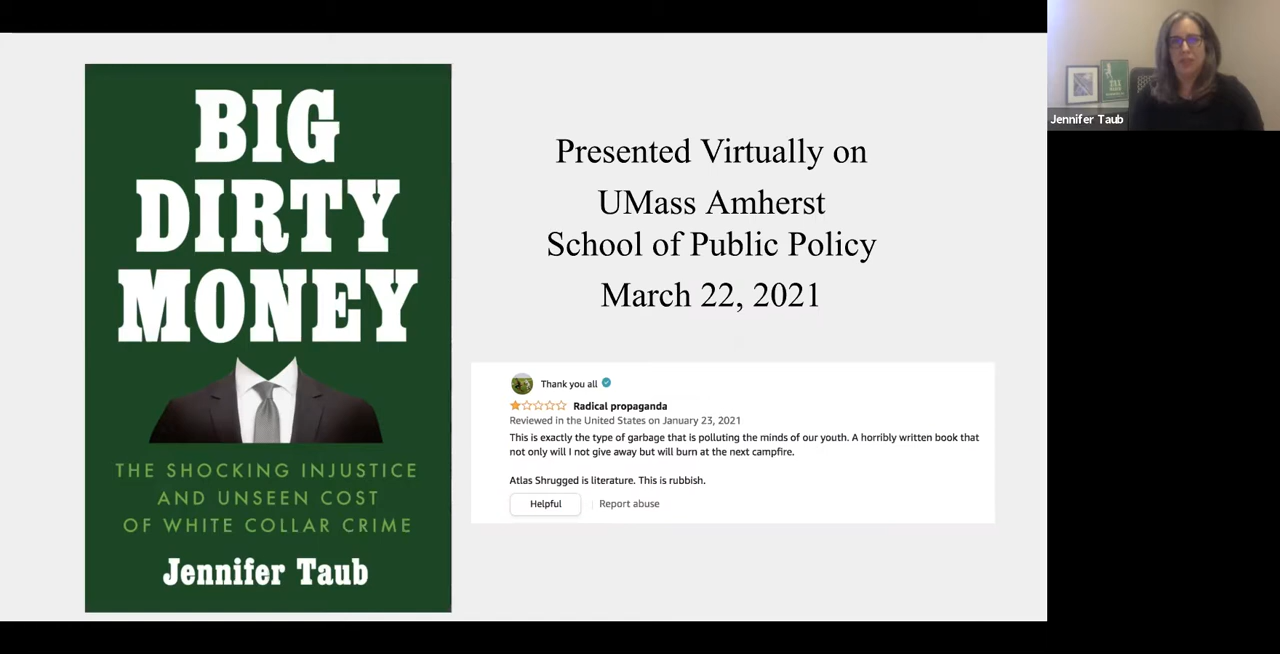 BIG
DIRTY
MONEY
THE SHOCKING INJUSTICE
AND UNSEEN COST
OF WHITE COLLAR CRIME
Jennifer Taub
Presented Virtually on
UMass Amherst
School of Public Policy
March 22, 2021
Thank you all
Radical propaganda
Reviewed in the United States on January 23, 2021
This is exactly the type of garbage that is polluting the minds of our youth. A horribly written book that
not only will I not give away but will burn at the next campfire.
Atlas Shrugged is literature. This is rubbish.
Helpful
Report abuse
Jennifer Taub